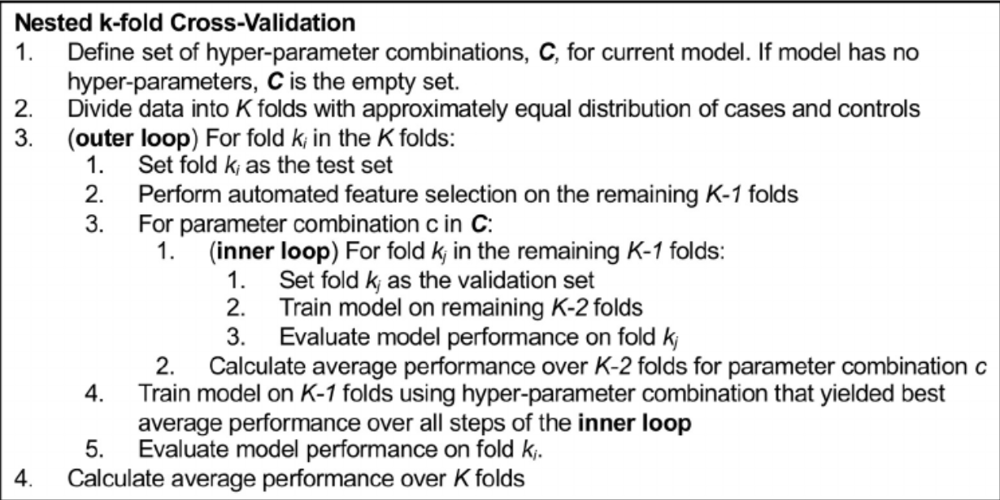 Nested k-fold Cross-Validation
1. Define set of hyper-parameter combinations, C, for current model. If model has no
hyper-parameters, C is the empty set.
2. Divide data into K folds with approximately equal distribution of cases and controls
3. (outer loop) For fold ki in the K folds:
1. Set fold ki as the test set
2. Perform automated feature selection on the remaining K-1 folds
3. For parameter combination c in C:
1. (inner loop) For fold kj in the remaining K-1 folds:
1. Set fold kj as the validation set
2. Train model on remaining K-2 folds
3. Evaluate model performance on fold kj
2. Calculate average performance over K-2 folds for parameter combination c
4. Train model on K-1 folds using hyper-parameter combination that yielded best
average performance over all steps of the inner loop
5. Evaluate model performance on fold ki.
4. Calculate average performance over K folds